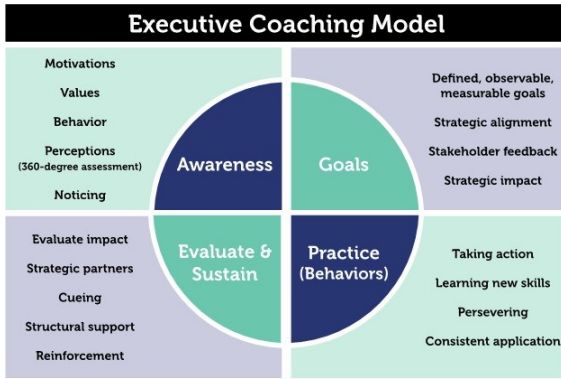 Executive Coaching Model
Motivations
Values
Behavior
Perceptions
(360-degree assessment)
Noticing
Awareness
Goals
Defined, observable,
measurable goals
Strategic alignment
Stakeholder feedback
Strategic impact
Evaluate impact
Strategic partners
Cueing
Structural support
Reinforcement
Evaluate &
Sustain
Practice
(Behaviors)
Taking action
Learning new skills
Persevering
Consistent application